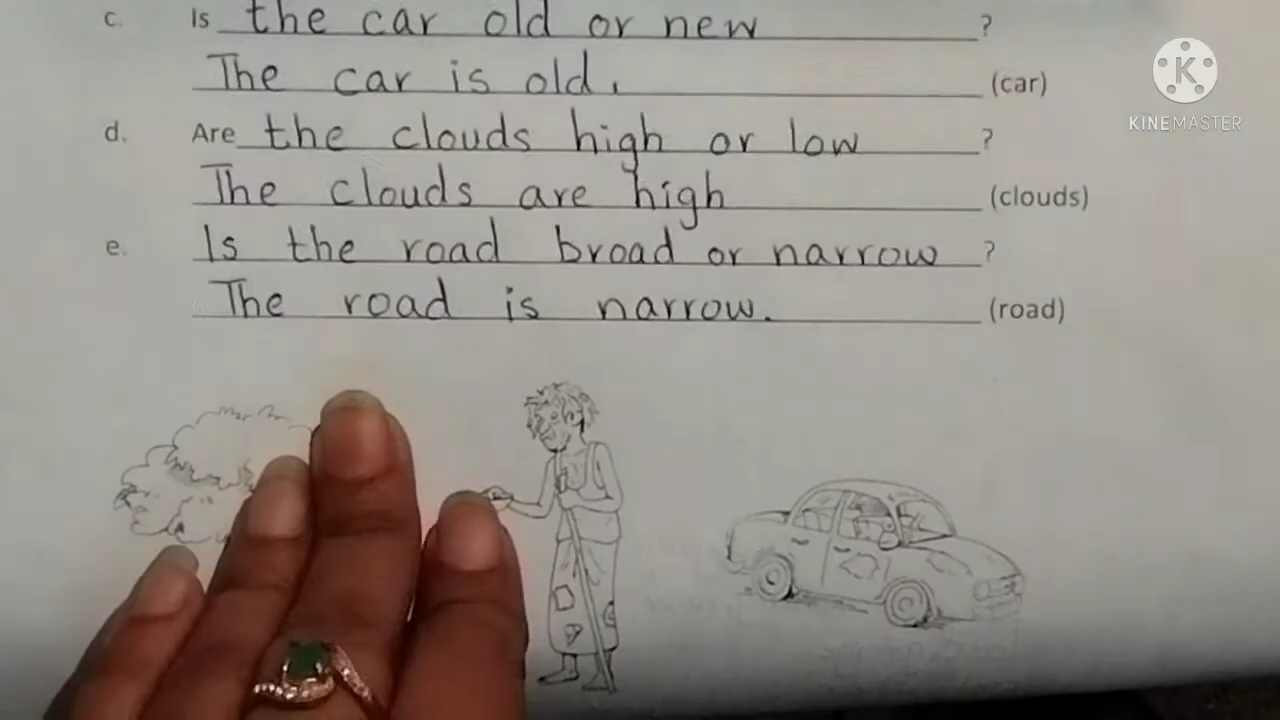 c. Is the car old or new ?
The car is old. (car)
d. Are the clouds high or low ?
The clouds are high (clouds)
e. Is the road broad or narrow ?
The road is narrow. (road)
K
KINEMASTER